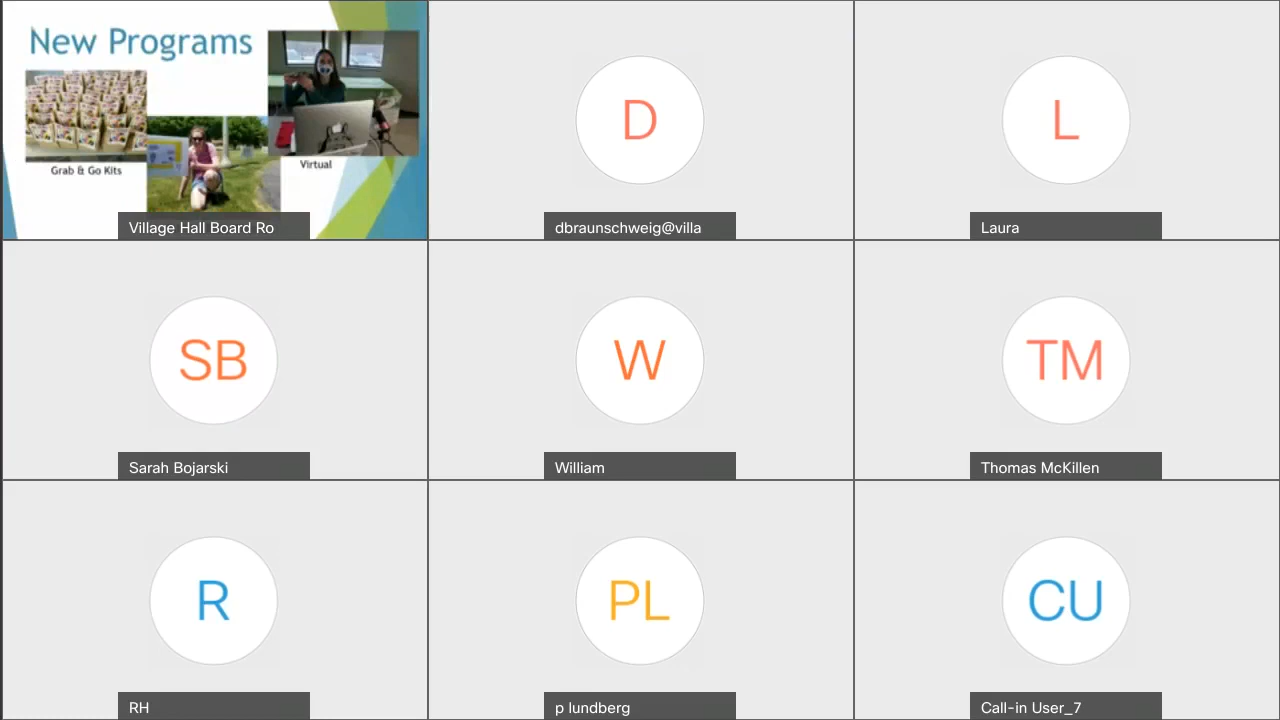 New Programs
Grab & Go Kits
Virtual
Village Hall Board Ro
D
dbraunschweig@villa
L
Laura
SB
Sarah Bojarski
W
William
TM
Thomas McKillen
R
RH
PL
p lundberg
CU
Call-in User_7